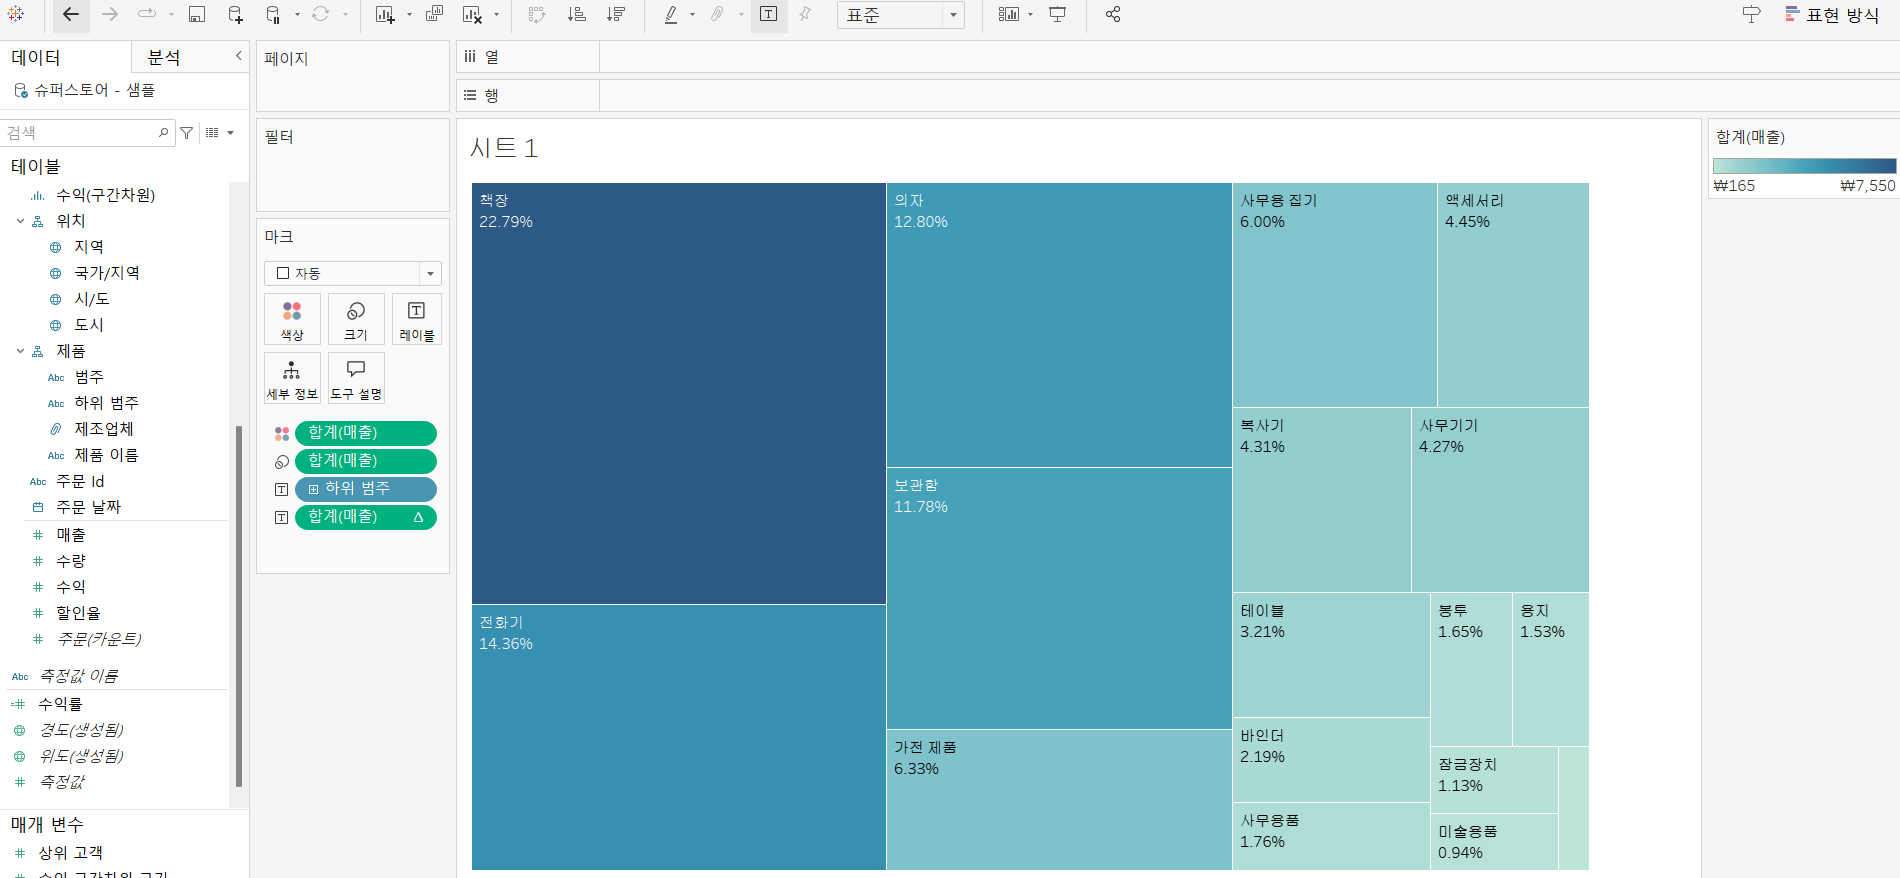 표준
표현 방식
데이터
분석
슈퍼스토어 - 샘플
검색
테이블
수익(구간차원)
위치
지역
국가/지역
시/도
도시
제품
Abc 범주
Abc 하위 범주
제조업체
Abc 제품 이름
Abc 주문 Id
주문 날짜
매출
수량
수익
할인율
주문(카운트)
Abc 측정값 이름
수익률
경도(생성됨)
위도(생성됨)
측정값
매개 변수
상위 고객
페이지
필터
마크
자동
색상
크기
레이블
세부 정보
도구 설명
합계(매출)
합계(매출)
하위 범주
합계(매출) Δ
열
행
시트 1
책장
22.79%
전화기
14.36%
의자
12.80%
보관함
11.78%
가전 제품
6.33%
사무용 집기
6.00%
액세서리
4.45%
복사기
4.31%
사무기기
4.27%
테이블
3.21%
봉투
1.65%
용지
1.53%
바인더
2.19%
사무용품
1.76%
잠금장치
1.13%
미술용품
0.94%
합계(매출)
₩165
₩7,550